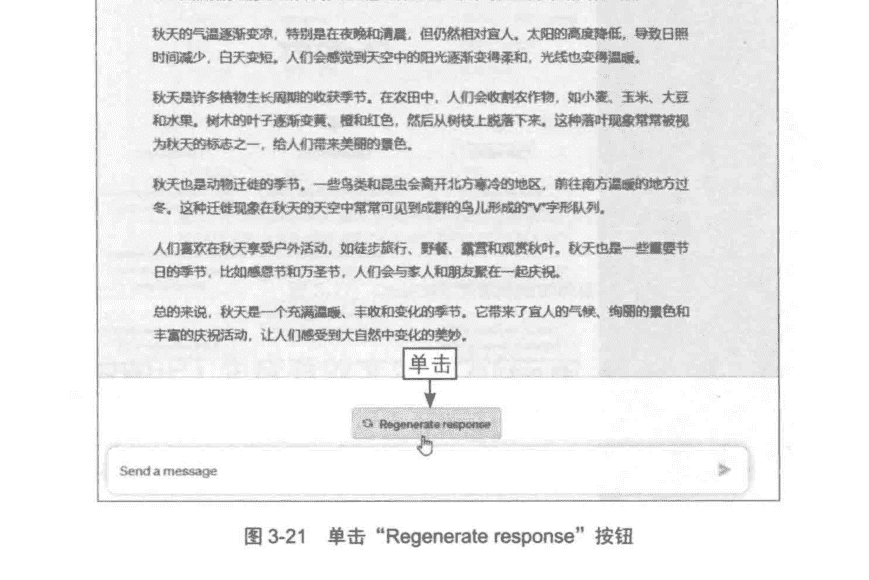 秋天的气温逐渐变凉，特别是在夜晚和清晨，但仍然相对宜人。太阳的高度降低，导致日照
时间减少，白天变短。人们会感觉到天空中的阳光逐渐变得柔和，光线也变得温暖。
秋天是许多植物生长周期的收获季节。在农田中，人们会收割农作物，如小麦、玉米、大豆
和水果。树木的叶子逐渐变黄、橙和红色，然后从树枝上脱落下来。这种落叶现象常常被视
为秋天的标志之一，给人们带来美丽的景色。
秋天也是动物迁徙的季节。一些鸟类和昆虫会离开北方寒冷的地区，前往南方温暖的地方过
冬。这种迁徙现象在秋天的天空中常常可见到成群的鸟儿形成的"V"字形队列。
人们喜欢在秋天享受户外活动，如徒步旅行、野餐、露营和观赏秋叶。秋天也是一些重要节
日的季节，比如感恩节和万圣节，人们会与家人和朋友聚在一起庆祝。
总的来说，秋天是一个充满温暖、丰收和变化的季节。它带来了宜人的气候、绚丽的景色和
丰富的庆祝活动，让人们感受到大自然中变化的美妙。
单击
Regenerate response
Send a message
图 3-21 单击“Regenerate response”按钮